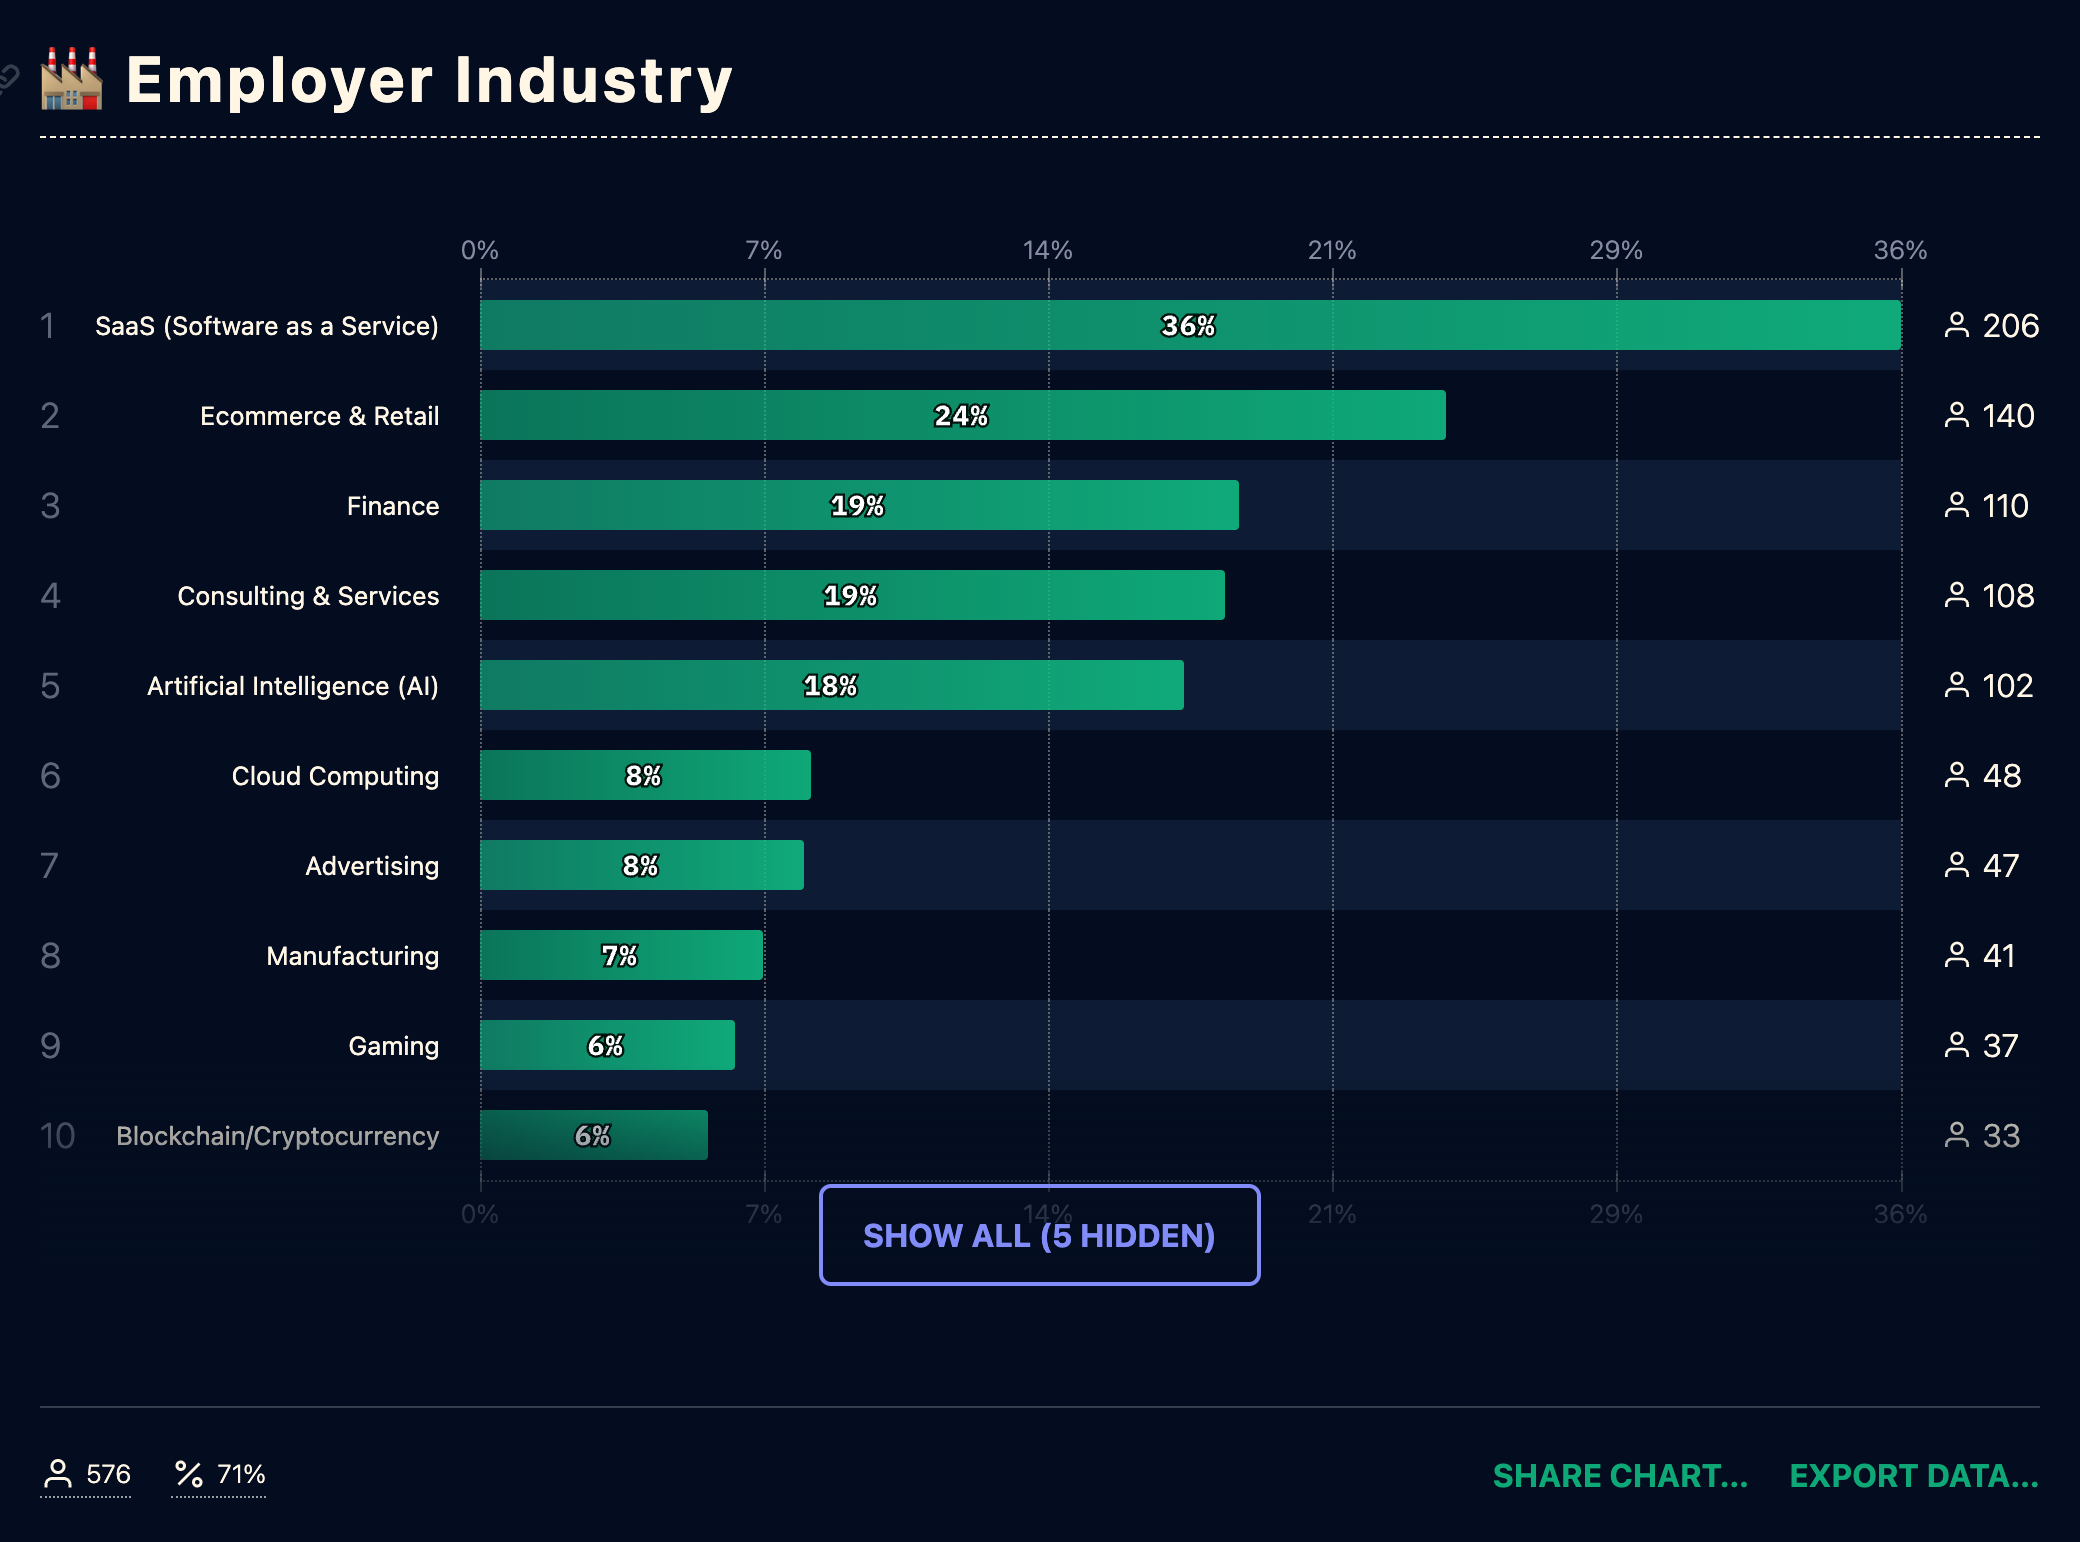 Employer Industry
0% 7% 14% 21% 29% 36%
1 SaaS (Software as a Service) 36% 206
2 Ecommerce & Retail 24% 140
3 Finance 19% 110
4 Consulting & Services 19% 108
5 Artificial Intelligence (AI) 18% 102
6 Cloud Computing 8% 48
7 Advertising 8% 47
8 Manufacturing 7% 41
9 Gaming 6% 37
10 Blockchain/Cryptocurrency 6% 33
0% 7% 14% 21% 29% 36%
SHOW ALL (5 HIDDEN)
576 71% SHARE CHART... EXPORT DATA...